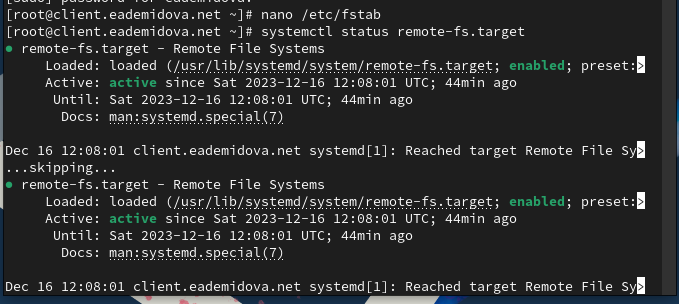 [sudo] password for eademidova:
[root@client.eademidova.net ~]# nano /etc/fstab
[root@client.eademidova.net ~]# systemctl status remote-fs.target
● remote-fs.target - Remote File Systems
     Loaded: loaded (/usr/lib/systemd/system/remote-fs.target; enabled; preset:>
     Active: active since Sat 2023-12-16 12:08:01 UTC; 44min ago
      Until: Sat 2023-12-16 12:08:01 UTC; 44min ago
       Docs: man:systemd.special(7)

Dec 16 12:08:01 client.eademidova.net systemd[1]: Reached target Remote File Sy>
...skipping...
● remote-fs.target - Remote File Systems
     Loaded: loaded (/usr/lib/systemd/system/remote-fs.target; enabled; preset:>
     Active: active since Sat 2023-12-16 12:08:01 UTC; 44min ago
      Until: Sat 2023-12-16 12:08:01 UTC; 44min ago
       Docs: man:systemd.special(7)

Dec 16 12:08:01 client.eademidova.net systemd[1]: Reached target Remote File Sy>